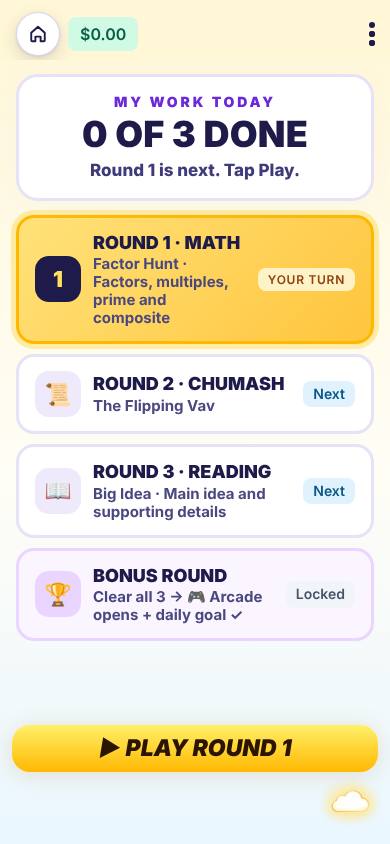 $0.00
MY WORK TODAY
0 OF 3 DONE
Round 1 is next. Tap Play.
1
ROUND 1 · MATH
Factor Hunt ·
Factors, multiples,
prime and
composite
YOUR TURN
ROUND 2 · CHUMASH
The Flipping Vav
Next
ROUND 3 · READING
Big Idea · Main idea and
supporting details
Next
BONUS ROUND
Clear all 3 → 🎮 Arcade
opens + daily goal ✓
Locked
▶ PLAY ROUND 1